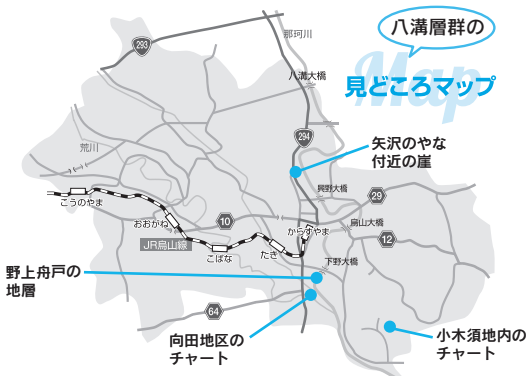 八溝層群の
見どころマップ
Map
293
那珂川
八溝大橋
294
矢沢のやな
付近の崖
荒川
興野大橋
29
こうのやま
おおがね
10
烏山大橋
からすやま
12
JR烏山線
こばな
たき
下野大橋
野上舟戸の
地層
64
向田地区の
チャート
小木須地内の
チャート